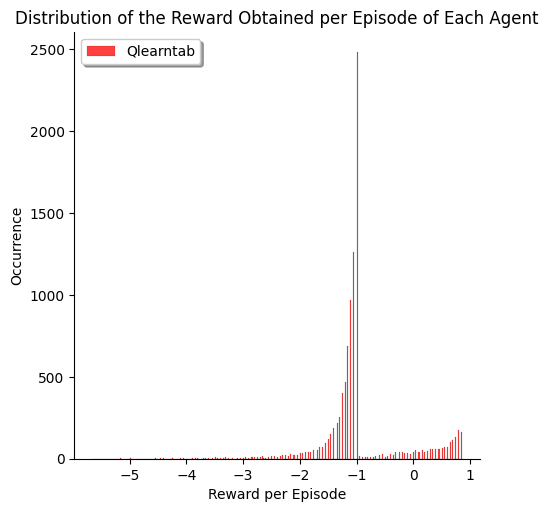 Distribution of the Reward Obtained per Episode of Each Agent
Qlearntab
2500
2000
1500
1000
500
0
Occurrence
−5 −4 −3 −2 −1 0 1
Reward per Episode